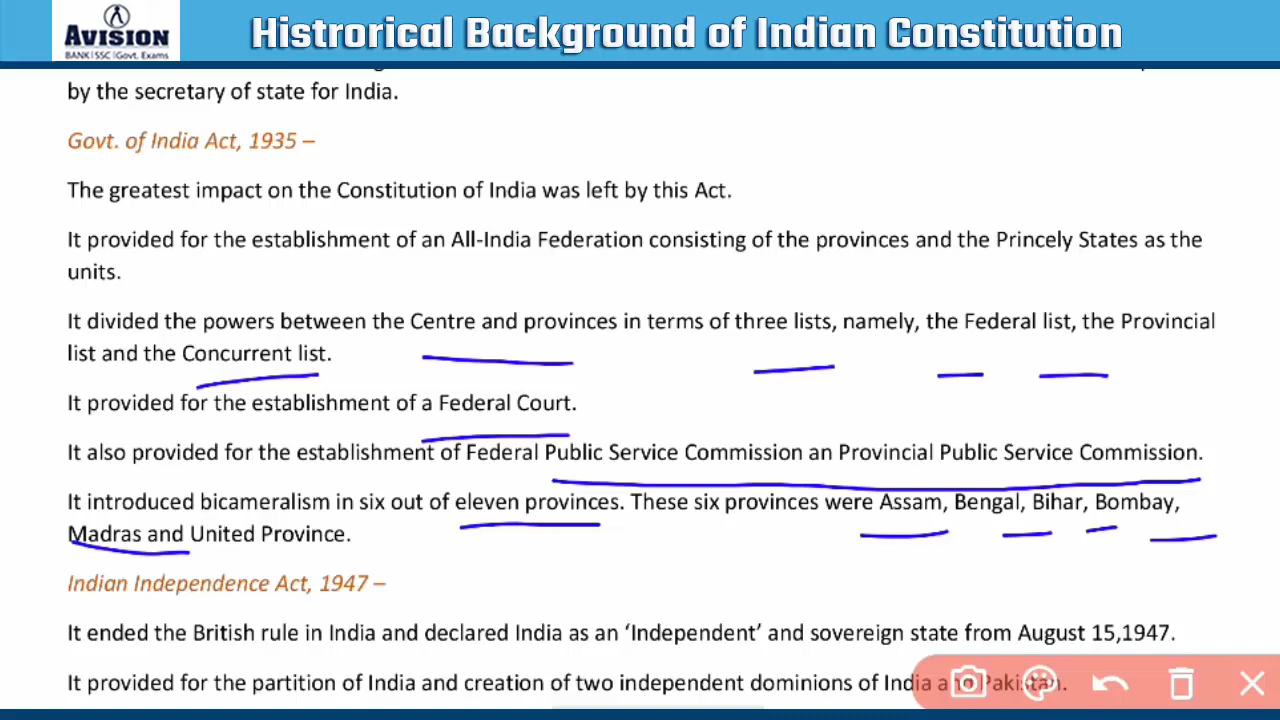 AVISION
BANK|SSC|Govt. Exams
Histrorical Background of Indian Constitution
by the secretary of state for India.
Govt. of India Act, 1935 –
The greatest impact on the Constitution of India was left by this Act.
It provided for the establishment of an All-India Federation consisting of the provinces and the Princely States as the
units.
It divided the powers between the Centre and provinces in terms of three lists, namely, the Federal list, the Provincial
list and the Concurrent list.
It provided for the establishment of a Federal Court.
It also provided for the establishment of Federal Public Service Commission an Provincial Public Service Commission.
It introduced bicameralism in six out of eleven provinces. These six provinces were Assam, Bengal, Bihar, Bombay,
Madras and United Province.
Indian Independence Act, 1947 –
It ended the British rule in India and declared India as an ‘Independent’ and sovereign state from August 15,1947.
It provided for the partition of India and creation of two independent dominions of India and Pakistan.